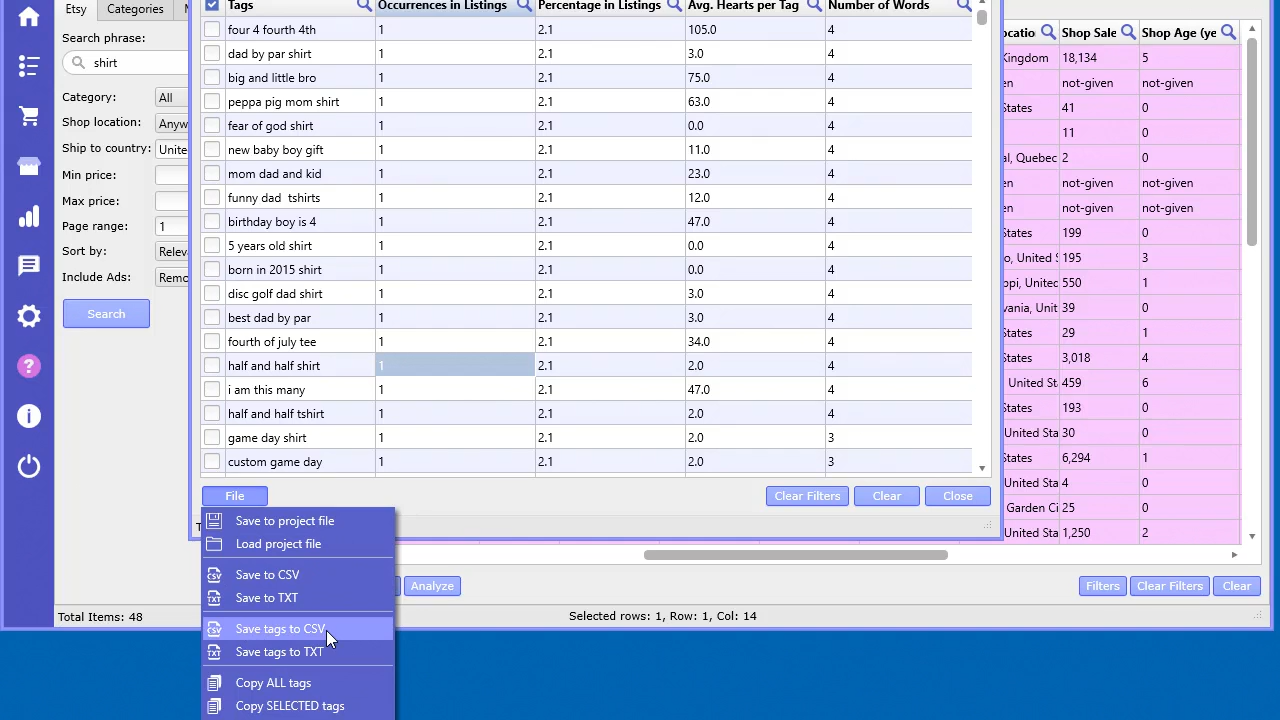 Etsy Categories
Search phrase:
shirt
Category: All
Shop location:
Ship to country:
Min price:
Max price:
Page range: 1
Sort by:
Include Ads:
Search
Tags Occurrences in Listings Percentage in Listings Avg. Hearts per Tag Number of Words
four 4 fourth 4th 1 2.1 105.0 4
dad by par shirt 1 2.1 3.0 4
big and little bro 1 2.1 75.0 4
peppa pig mom shirt 1 2.1 63.0 4
fear of god shirt 1 2.1 0.0 4
new baby boy gift 1 2.1 11.0 4
mom dad and kid 1 2.1 23.0 4
funny dad  tshirts 1 2.1 12.0 4
birthday boy is 4 1 2.1 47.0 4
5 years old shirt 1 2.1 0.0 4
born in 2015 shirt 1 2.1 0.0 4
disc golf dad shirt 1 2.1 3.0 4
best dad by par 1 2.1 3.0 4
fourth of july tee 1 2.1 34.0 4
half and half shirt 1 2.1 2.0 4
i am this many 1 2.1 47.0 4
half and half tshirt 1 2.1 2.0 4
game day shirt 1 2.1 2.0 3
custom game day 1 2.1 2.0 3
File Clear Filters Clear Close
Save to project file
Load project file
Save to CSV
Save to TXT
Save tags to CSV
Save tags to TXT
Copy ALL tags
Copy SELECTED tags
Shop Sale Shop Age (ye
Kingdom 18,134 5
not-given not-given
States 41 0
11 0
Quebec 2 0
not-given not-given
not-given not-given
States 199 0
United S 195 3
United 550 1
Unit 39 0
States 29 1
States 3,018 4
United St 459 6
States 193 0
United Sta 30 0
States 6,294 1
United Sta 4 0
Garden Ci 25 0
States 1,250 2
Analyze Filters Clear Filters Clear
Total Items: 48 Selected rows: 1, Row: 1, Col: 14